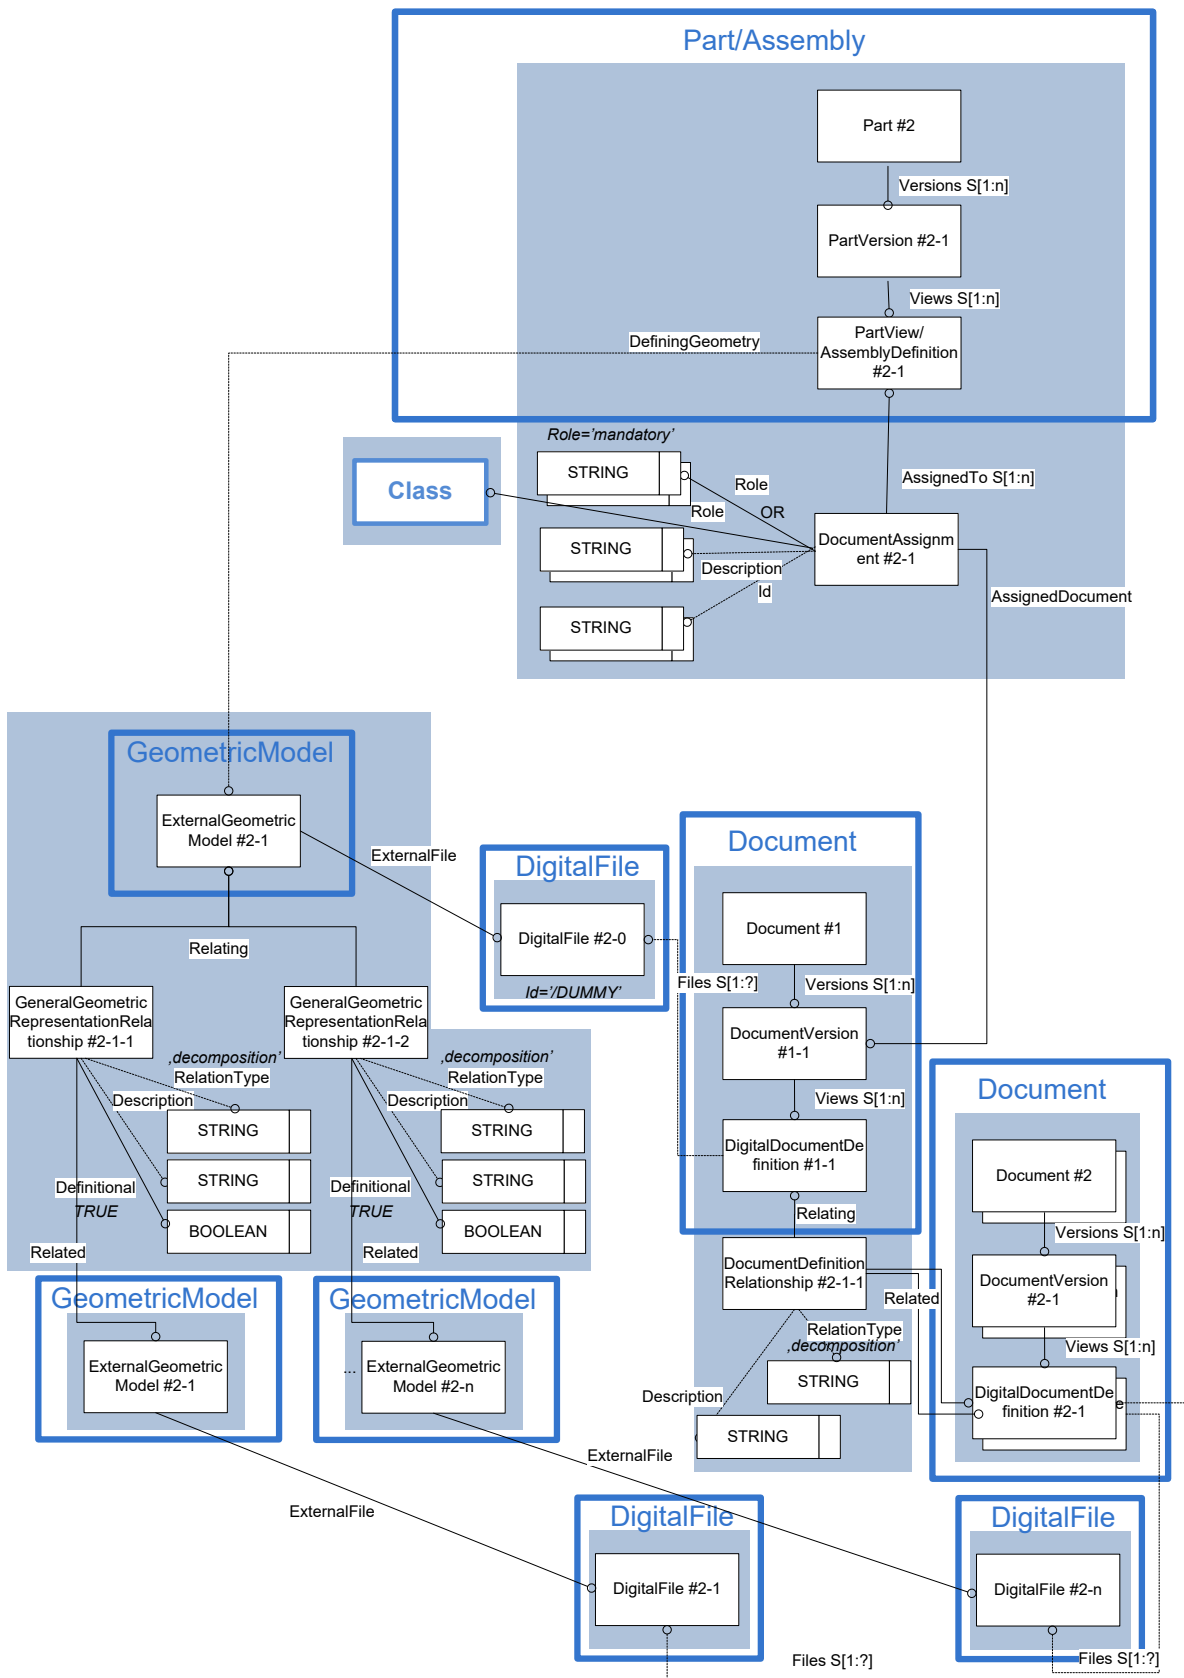 Part/Assembly
Part #2
Versions S[1:n]
PartVersion #2-1
Views S[1:n]
PartView/
AssemblyDefinition
#2-1
DefiningGeometry
Role='mandatory’
STRING
Class
Role
Role
OR
AssignedTo S[1:n]
STRING
Description
Id
STRING
DocumentAssignm
ent #2-1
AssignedDocument
GeometricModel
ExternalGeometric
Model #2-1
ExternalFile
Relating
DigitalFile
DigitalFile #2-0
Id='/DUMMY’
Document
Document #1
Files S[1:?]
Versions S[1:n]
DocumentVersion
#1-1
Views S[1:n]
DigitalDocumentDe
finition #1-1
Relating
GeneralGeometric
RepresentationRela
tionship #2-1-1
‚decomposition’
RelationType
Description
STRING
STRING
Definitional
TRUE
BOOLEAN
Related
GeneralGeometric
RepresentationRela
tionship #2-1-2
‚decomposition’
RelationType
Description
STRING
STRING
Definitional
TRUE
BOOLEAN
Related
DocumentDefinition
Relationship #2-1-1
Related
RelationType
‚decomposition’
STRING
Description
STRING
Document
Document #2
Versions S[1:n]
DocumentVersion
#2-1
Views S[1:n]
DigitalDocumentDe
finition #2-1
e
GeometricModel
ExternalGeometric
Model #2-1
...
GeometricModel
ExternalGeometric
Model #2-n
ExternalFile
ExternalFile
DigitalFile
DigitalFile #2-1
Files S[1:?]
DigitalFile
DigitalFile #2-n
Files S[1:?]